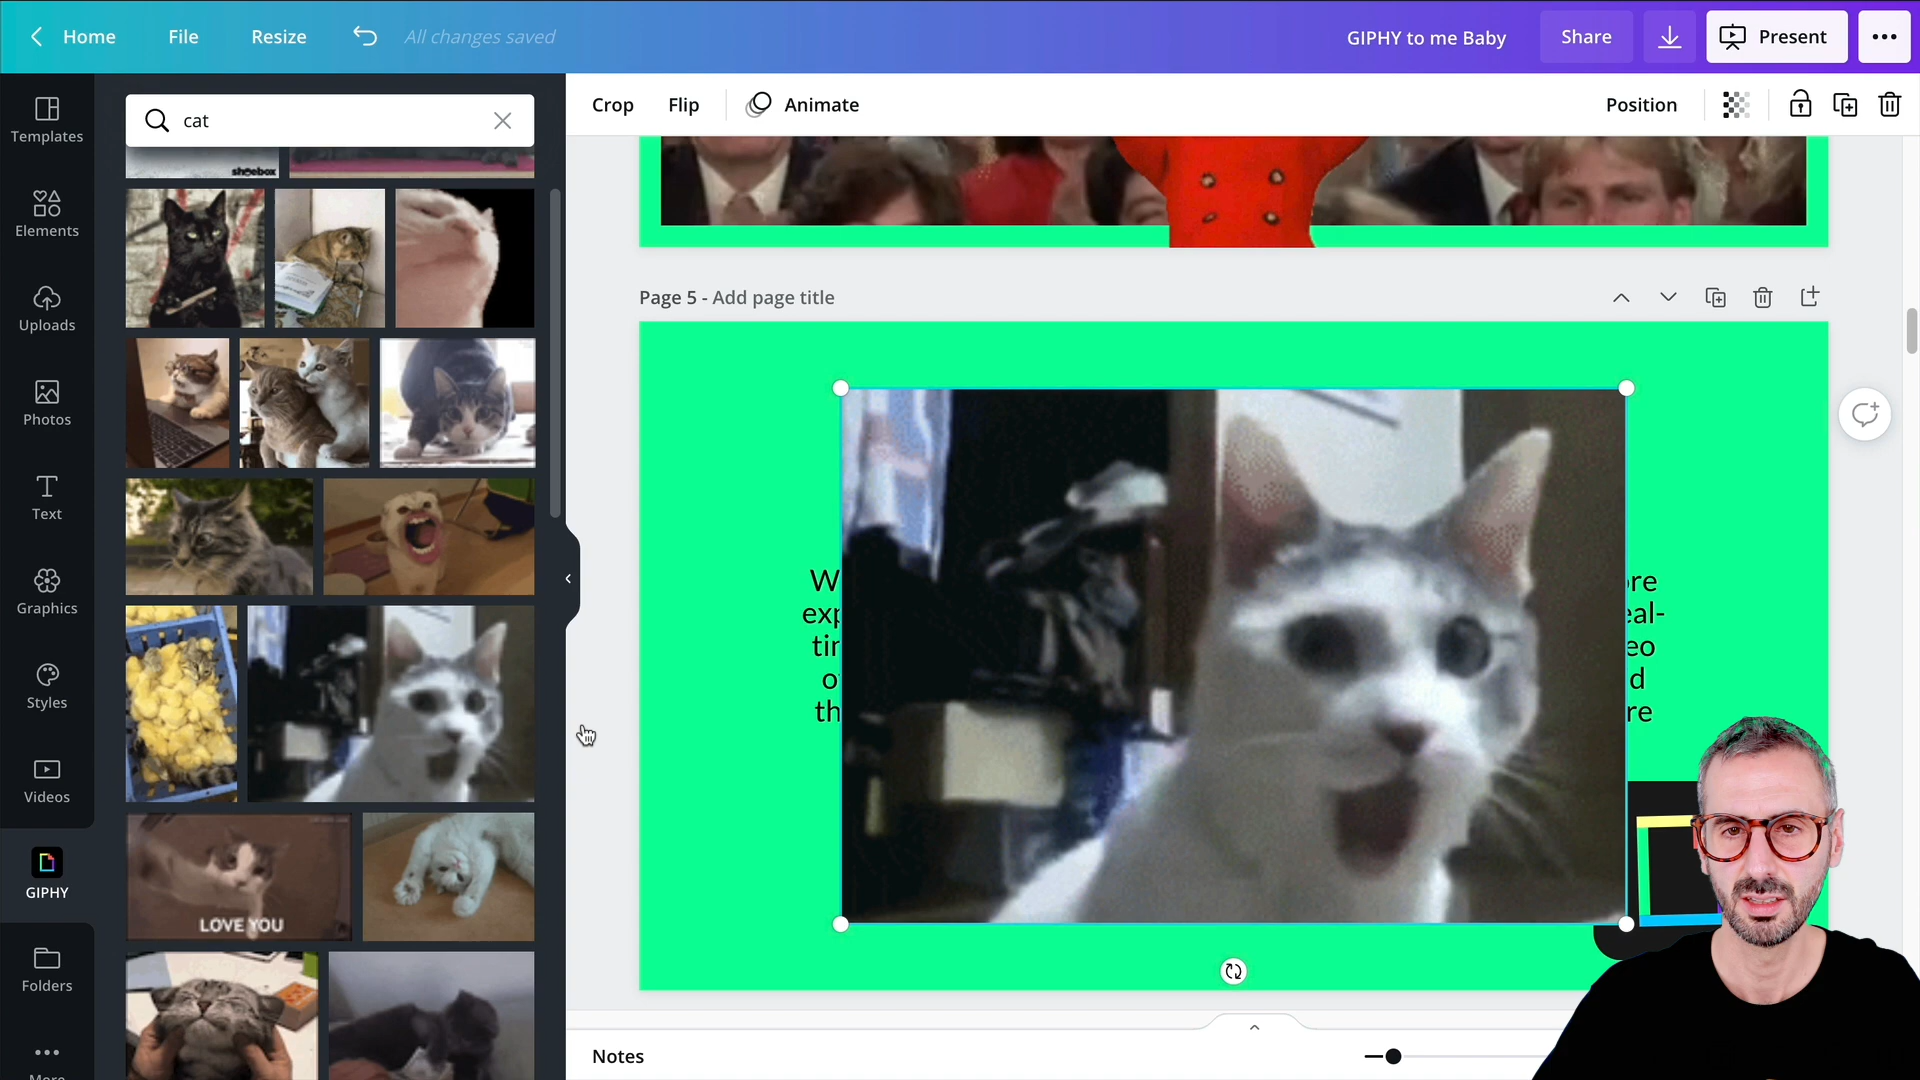 Home File Resize All changes saved GIPHY to me Baby Share Present
cat
Crop Flip Animate Position
Templates
shoebox
Elements
Uploads
Page 5 - Add page title
Photos
Text
Graphics
Styles
Videos
GIPHY
LOVE YOU
Folders
Notes